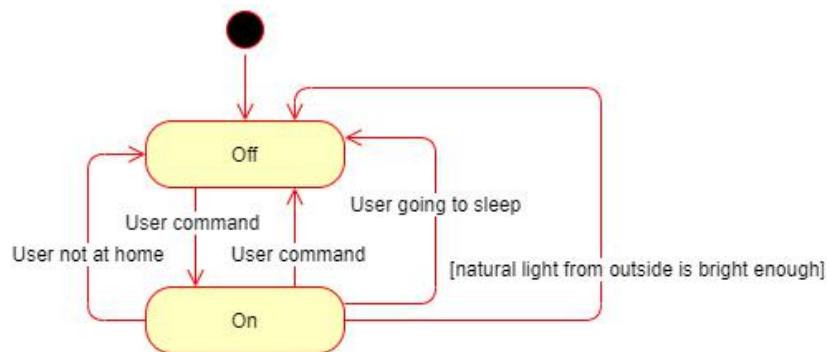 Off
User going to sleep
User command
User not at home
User command
[natural light from outside is bright enough]
On